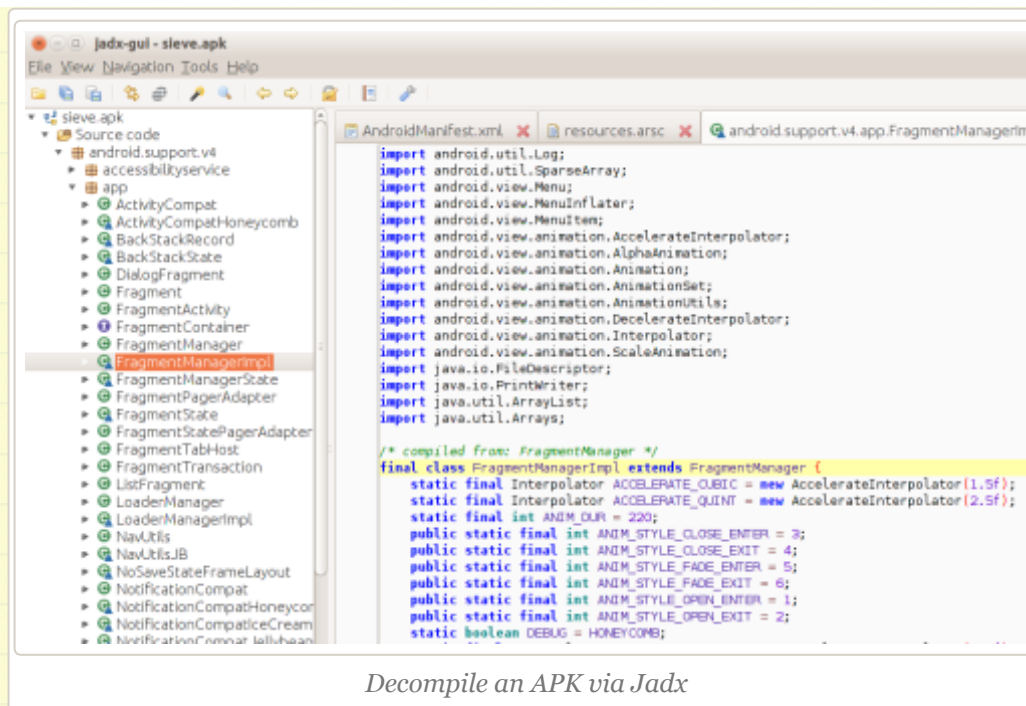 jadx-gui - sieve.apk
File View Navigation Tools Help
sieve.apk
Source code
android.support.v4
accessibilityservice
app
ActivityCompat
ActivityCompatHoneycomb
BackStackRecord
BackStackState
DialogFragment
Fragment
FragmentActivity
FragmentContainer
FragmentManager
FragmentManagerImpl
FragmentManagerState
FragmentPagerAdapter
FragmentState
FragmentStatePagerAdapter
FragmentTabHost
FragmentTransaction
ListFragment
LoaderManager
LoaderManagerImpl
NavUtils
NavUtilsJB
NoSaveStateFrameLayout
NotificationCompat
NotificationCompatHoneycor
NotificationCompatIceCream
NotificationCompatJellybean
AndroidManifest.xml resources.arsc android.support.v4.app.FragmentManagerIm
import android.util.Log;
import android.util.SparseArray;
import android.view.Menu;
import android.view.MenuInflater;
import android.view.MenuItem;
import android.view.animation.AccelerateInterpolator;
import android.view.animation.AlphaAnimation;
import android.view.animation.Animation;
import android.view.animation.AnimationSet;
import android.view.animation.AnimationUtils;
import android.view.animation.DecelerateInterpolator;
import android.view.animation.Interpolator;
import android.view.animation.ScaleAnimation;
import java.io.FileDescriptor;
import java.io.PrintWriter;
import java.util.ArrayList;
import java.util.Arrays;
/* compiled from: FragmentManager */
final class FragmentManagerImpl extends FragmentManager {
static final Interpolator ACCELERATE_CUBIC = new AccelerateInterpolator(1.5f);
static final Interpolator ACCELERATE_QUINT = new AccelerateInterpolator(2.5f);
static final int ANIM_DUR = 220;
public static final int ANIM_STYLE_CLOSE_ENTER = 3;
public static final int ANIM_STYLE_CLOSE_EXIT = 4;
public static final int ANIM_STYLE_FADE_ENTER = 5;
public static final int ANIM_STYLE_FADE_EXIT = 6;
public static final int ANIM_STYLE_OPEN_ENTER = 1;
public static final int ANIM_STYLE_OPEN_EXIT = 2;
static boolean DEBUG = HONEYCOMB;
Decompile an APK via Jadx